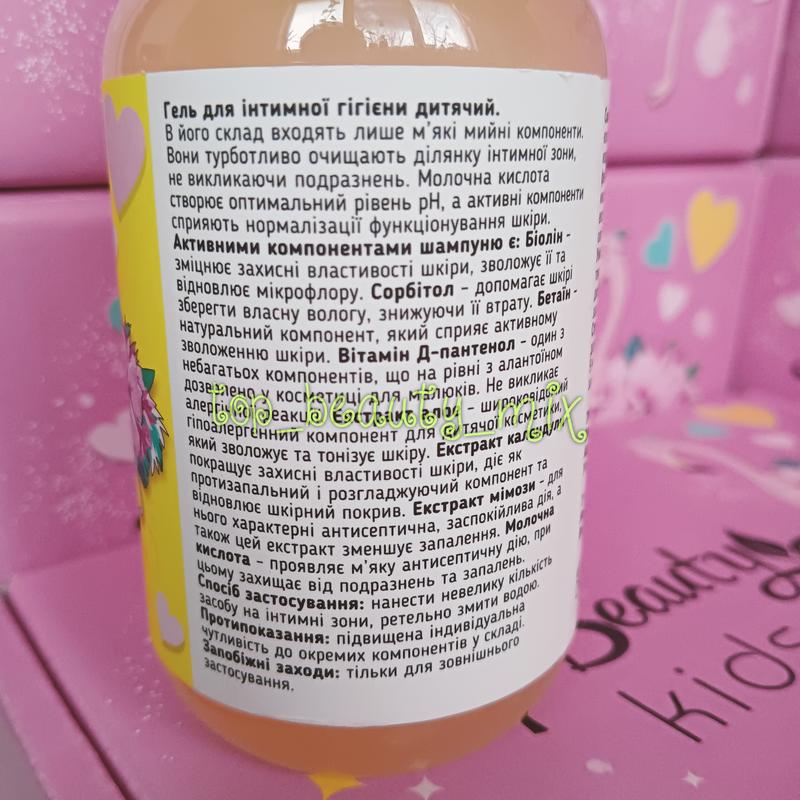 Гель для інтимної гігієни дитячий.
В його склад входять лише м'які мийні компоненти.
Вони турботливо очищають ділянку інтимної зони,
не викликаючи подразнень. Молочна кислота
створює оптимальний рівень pH, а активні компоненти
сприяють нормалізації функціонування шкіри.
Активними компонентами шампуню є: Біолін -
зміцнює захисні властивості шкіри, зволожує її та
відновлює мікрофлору. Сорбітол - допомагає шкірі
зберегти власну вологу, знижуючи її втрату. Бетаїн -
натуральний компонент, який сприяє активному
зволоженню шкіри. Вітамін Д-пантенол - один з
небагатьох компонентів, що на рівні з алантоїном
дозволено у косметиці для малюків. Не викликає
реакцій. Екстракт - широковідомий
гіпоалергенний компонент для дитячої косметики,
який зволожує та тонізує шкіру. Екстракт календули
покращує захисні властивості шкіри, діє як
протизапальний і розгладжуючий компонент та
відновлює шкірний покрив. Екстракт мімози - для
нього характерні антисептична, заспокійлива дія, а
також цей екстракт зменшує запалення. Молочна
кислота - проявляє м'яку антисептичну дію, при
цьому захищає від подразнень та запалень.
Спосіб застосування: нанести невелику кількість
засобу на інтимні зони, ретельно змити водою.
Протипоказання: підвищена індивідуальна
чутливість до окремих компонентів у складі.
Запобіжні заходи: тільки для зовнішнього
застосування.
top_beauty_mix
Beauty
kids